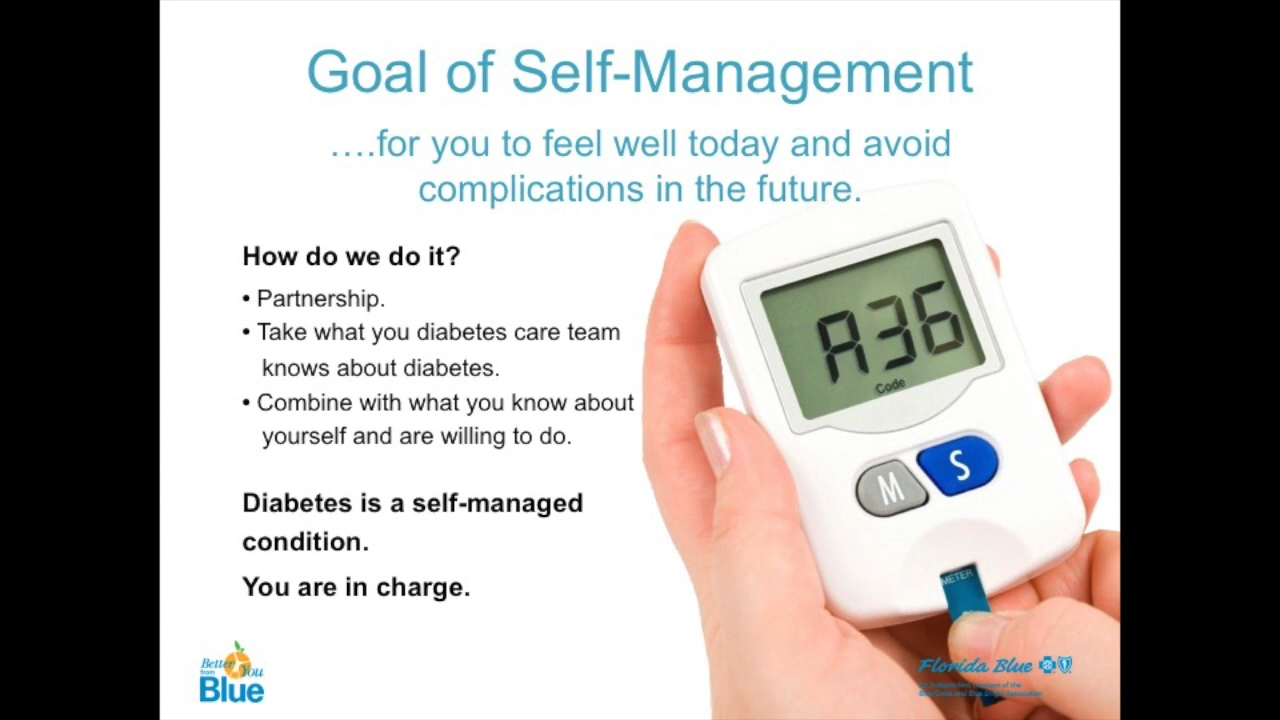 Goal of Self-Management
….for you to feel well today and avoid
complications in the future.
How do we do it?
• Partnership.
• Take what you diabetes care team
knows about diabetes.
• Combine with what you know about
yourself and are willing to do.
Diabetes is a self-managed
condition.
You are in charge.
A36
Code
M S
METER
Better
from You
Blue
Florida Blue